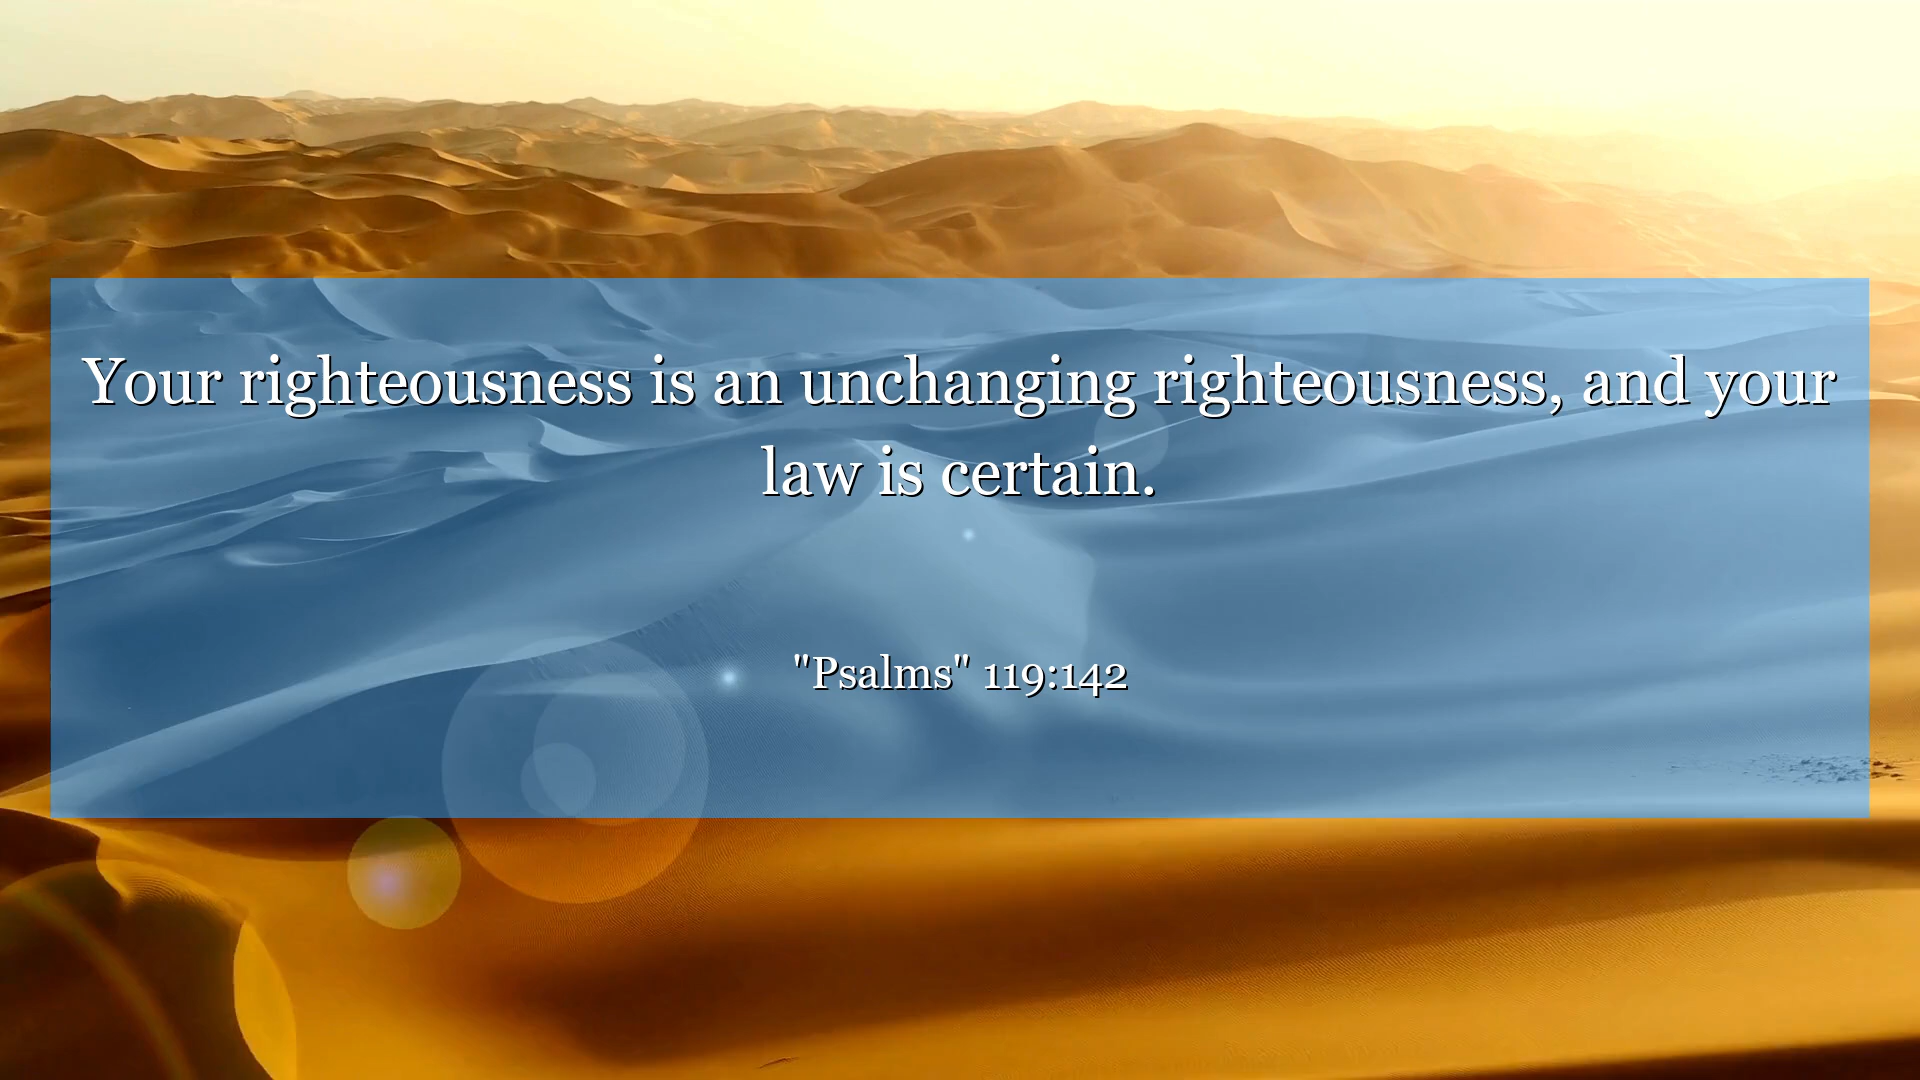 Your righteousness is an unchanging righteousness, and your
law is certain.
"Psalms" 119:142